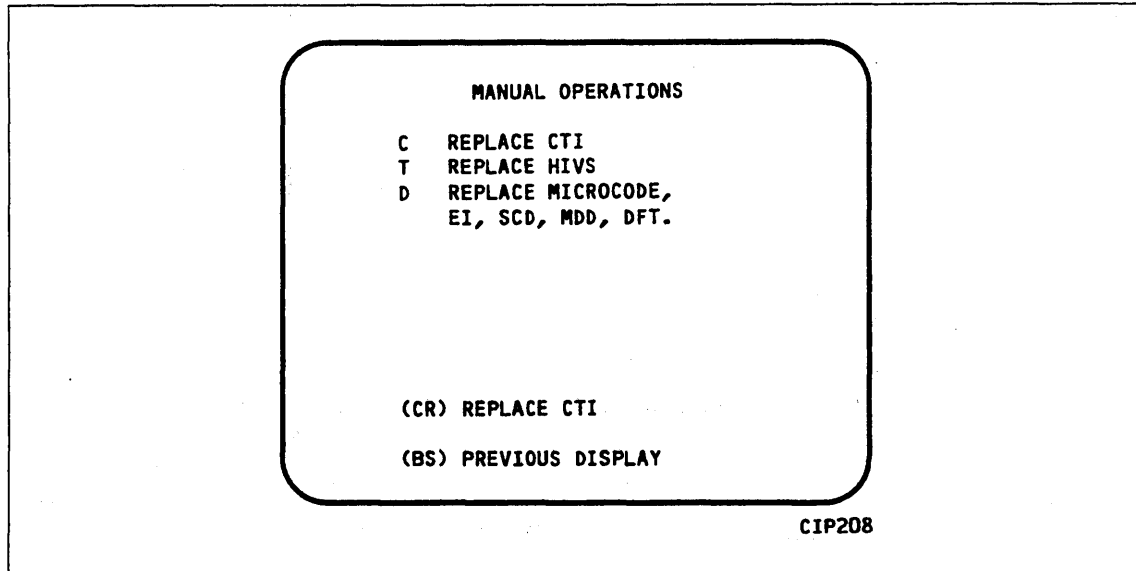 MANUAL OPERATIONS
C REPLACE CTI
T REPLACE HIVS
D REPLACE MICROCODE,
EI, SCD, MDD, DFT.
(CR) REPLACE CTI
(BS) PREVIOUS DISPLAY
CIP208